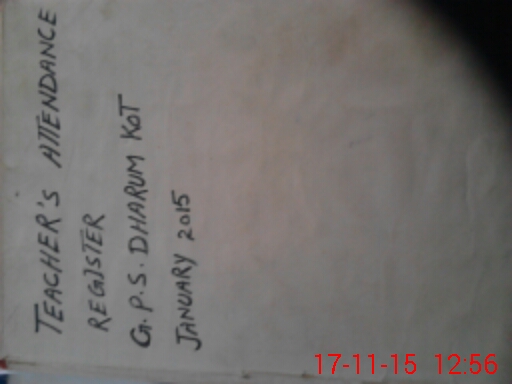 TEACHER'S ATTENDANCE
REGISTER
G.P.S. DHARUM KOT
JANUARY 2015
17-11-15 12:56